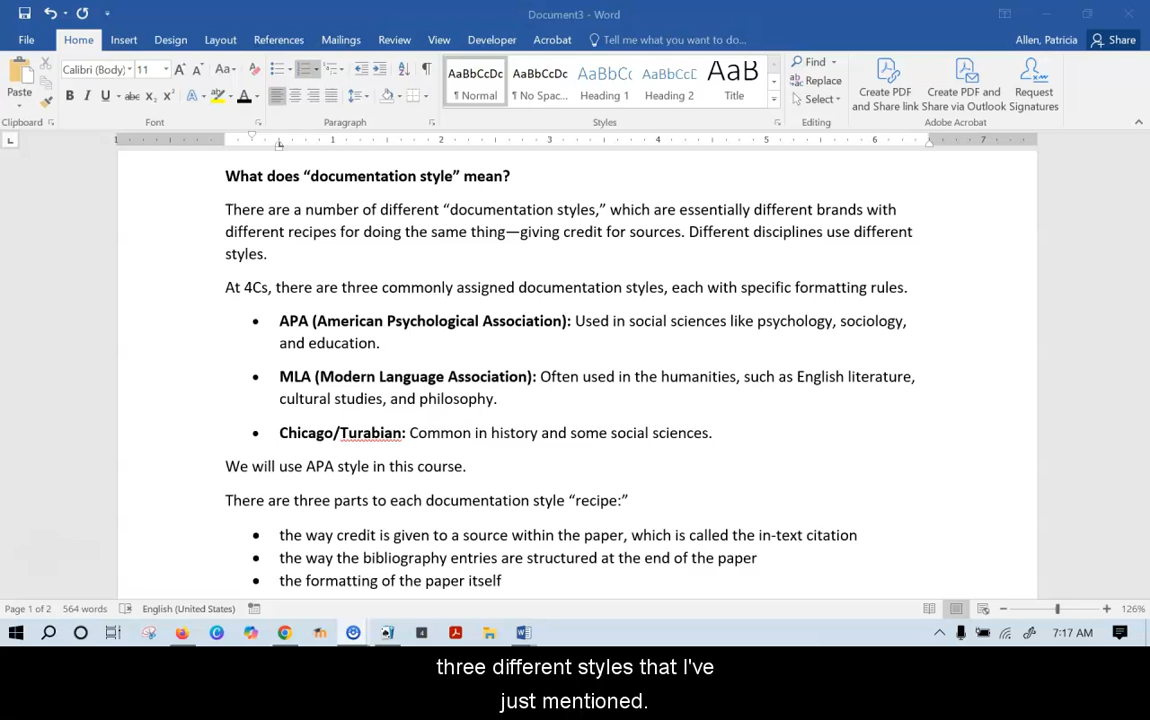 Document3 - Word
File Home Insert Design Layout References Mailings Review View Developer Acrobat Tell me what you want to do... Allen, Patricia Share
Paste
Clipboard
Calibri (Body) 11
Font
Paragraph
AaBbCcDc AaBbCcDc AaBbCc AaBbCcD AaB
¶ Normal ¶ No Spac... Heading 1 Heading 2 Title
Styles
Find
Replace
Select
Editing
Create PDF and Share link
Create PDF and Share via Outlook
Request Signatures
Adobe Acrobat
1 1 2 3 4 5 6 7
What does “documentation style” mean?
There are a number of different “documentation styles,” which are essentially different brands with
different recipes for doing the same thing—giving credit for sources. Different disciplines use different
styles.
At 4Cs, there are three commonly assigned documentation styles, each with specific formatting rules.
• APA (American Psychological Association): Used in social sciences like psychology, sociology,
and education.
• MLA (Modern Language Association): Often used in the humanities, such as English literature,
cultural studies, and philosophy.
• Chicago/Turabian: Common in history and some social sciences.
We will use APA style in this course.
There are three parts to each documentation style “recipe:”
• the way credit is given to a source within the paper, which is called the in-text citation
• the way the bibliography entries are structured at the end of the paper
• the formatting of the paper itself
Page 1 of 2 564 words English (United States) 126%
7:17 AM
three different styles that I've
just mentioned.